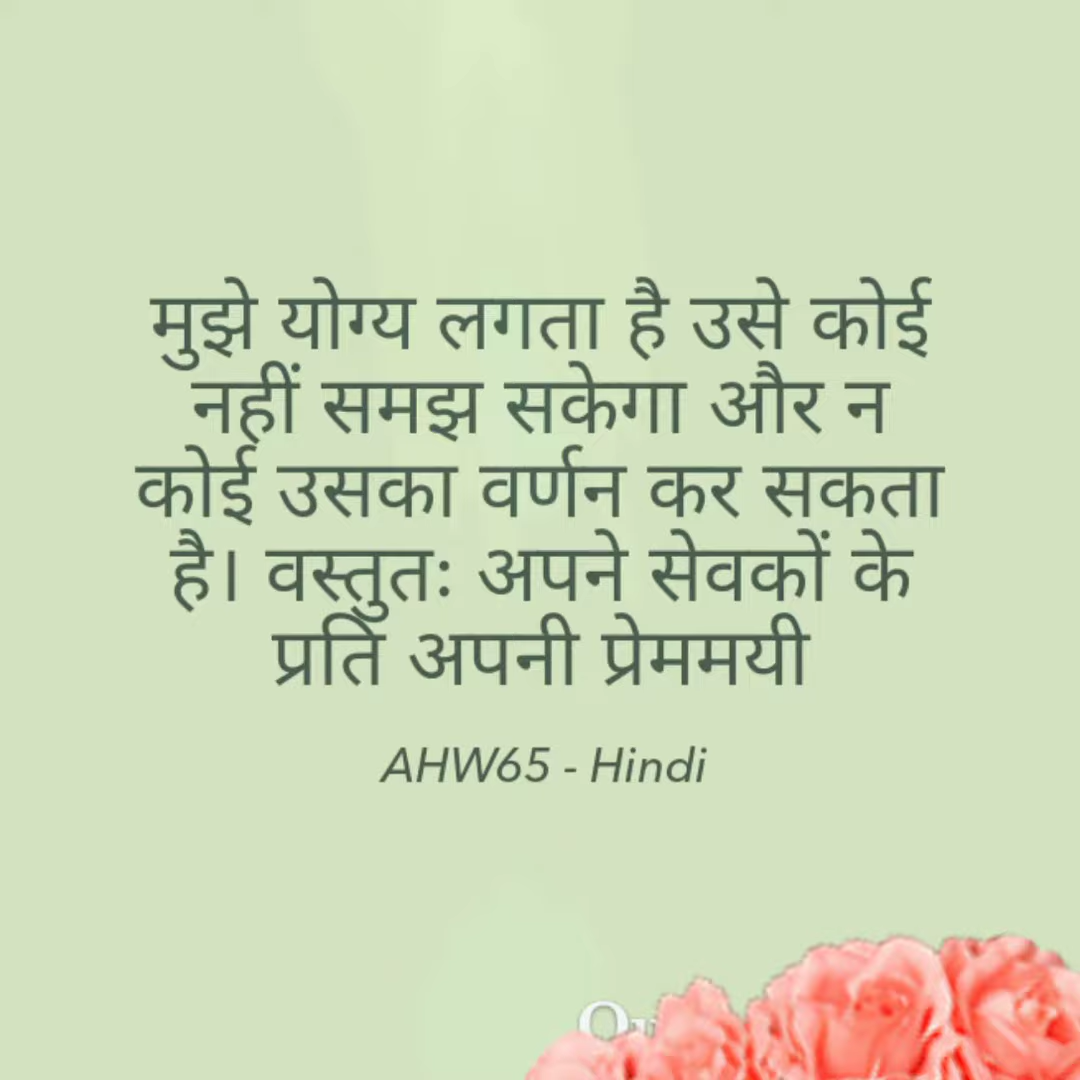 मुझे योग्य लगता है उसे कोई
नहीं समझ सकेगा और न
कोई उसका वर्णन कर सकता
है। वस्तुतः अपने सेवकों के
प्रति अपनी प्रेममयी
AHW65 - Hindi